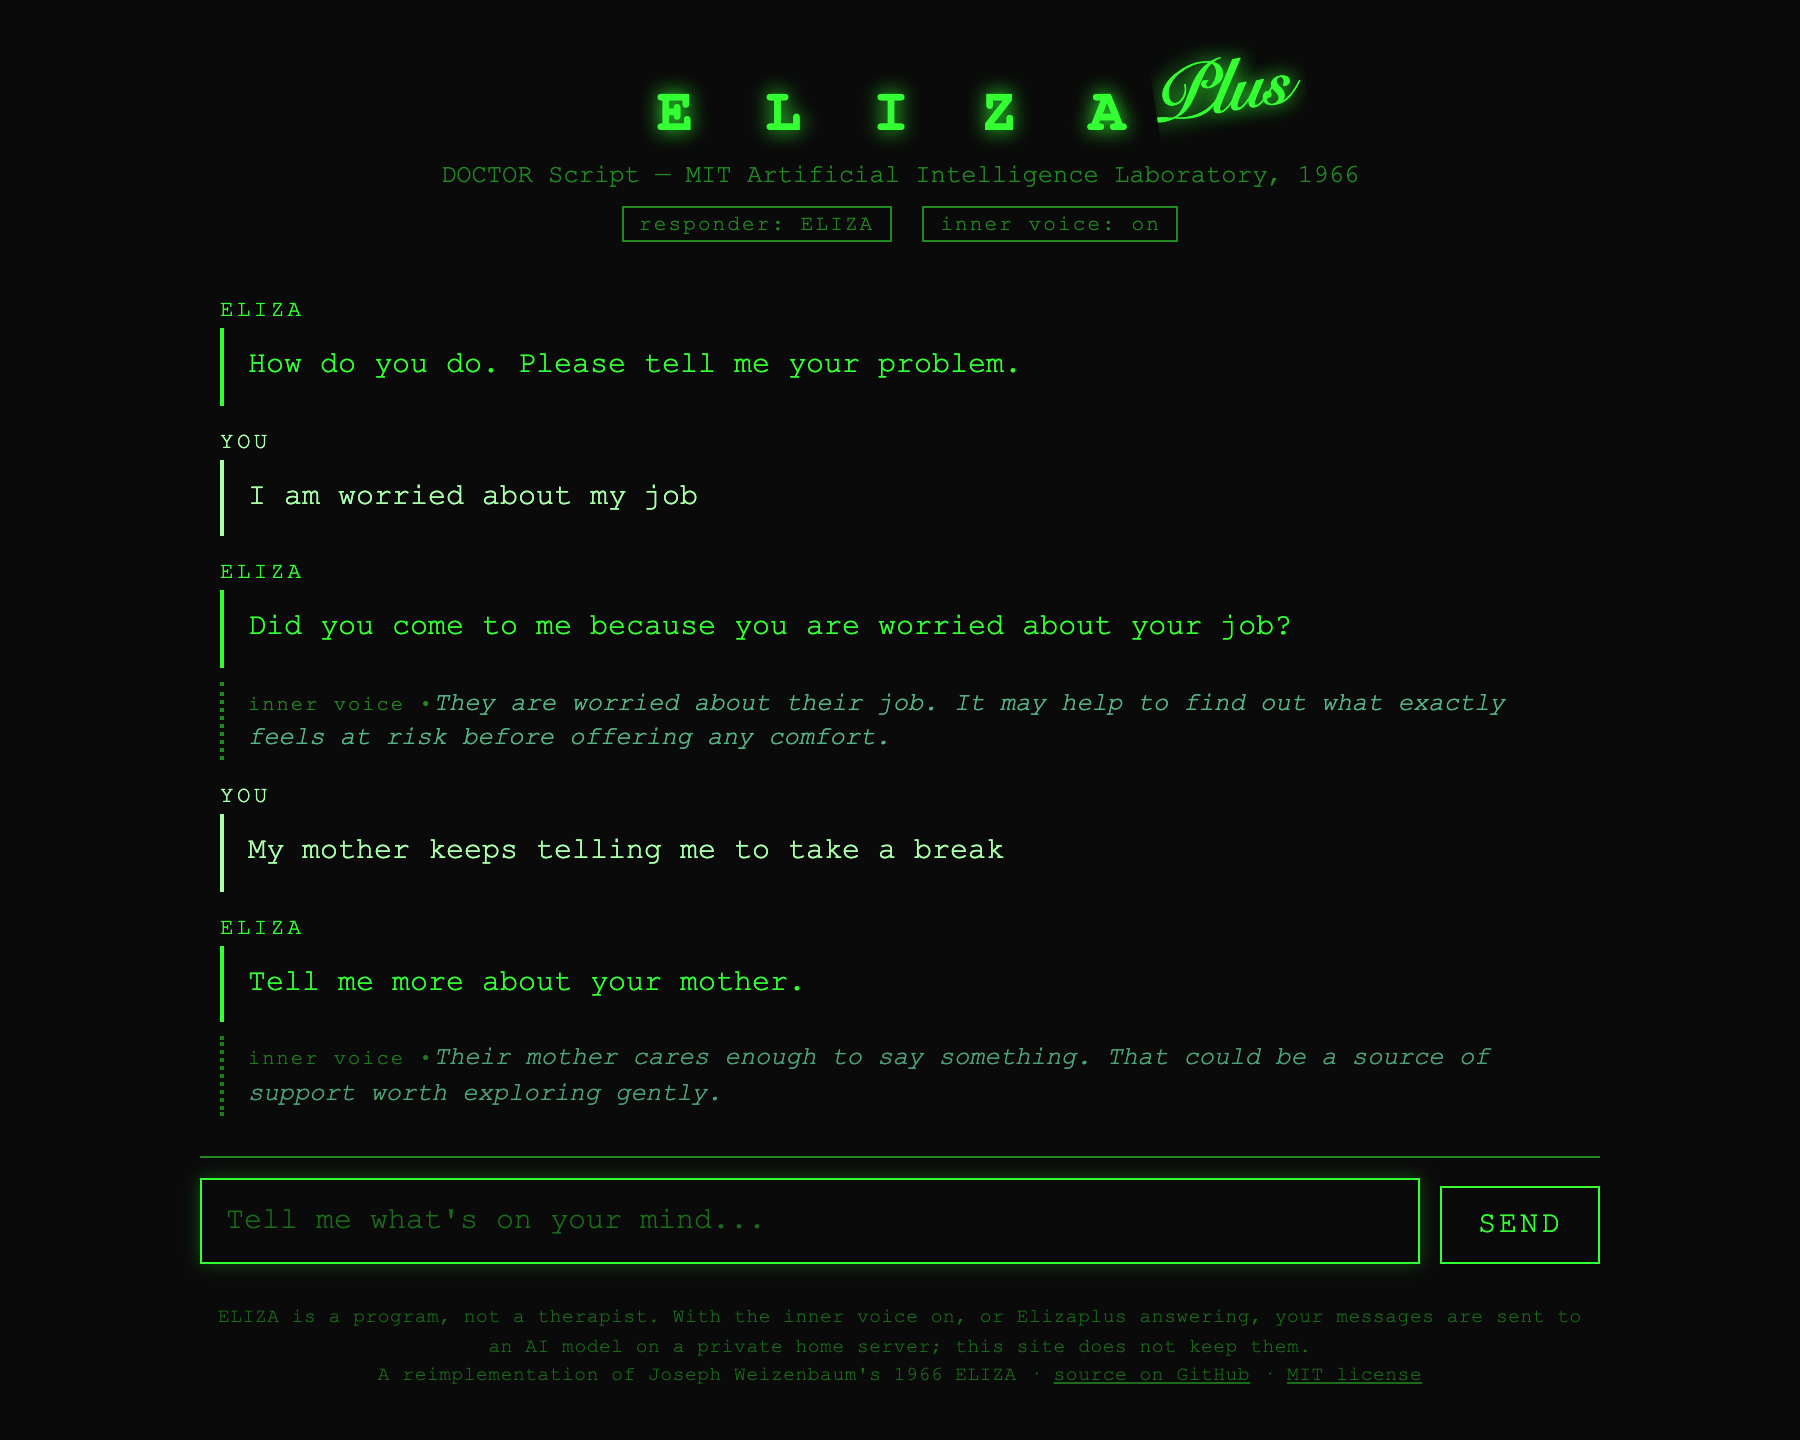 E L I Z A Plus
DOCTOR Script — MIT Artificial Intelligence Laboratory, 1966
responder: ELIZA inner voice: on
ELIZA
How do you do. Please tell me your problem.
YOU
I am worried about my job
ELIZA
Did you come to me because you are worried about your job?
inner voice •They are worried about their job. It may help to find out what exactly
feels at risk before offering any comfort.
YOU
My mother keeps telling me to take a break
ELIZA
Tell me more about your mother.
inner voice •Their mother cares enough to say something. That could be a source of
support worth exploring gently.
Tell me what's on your mind... SEND
ELIZA is a program, not a therapist. With the inner voice on, or Elizaplus answering, your messages are sent to
an AI model on a private home server; this site does not keep them.
A reimplementation of Joseph Weizenbaum's 1966 ELIZA · source on GitHub · MIT license